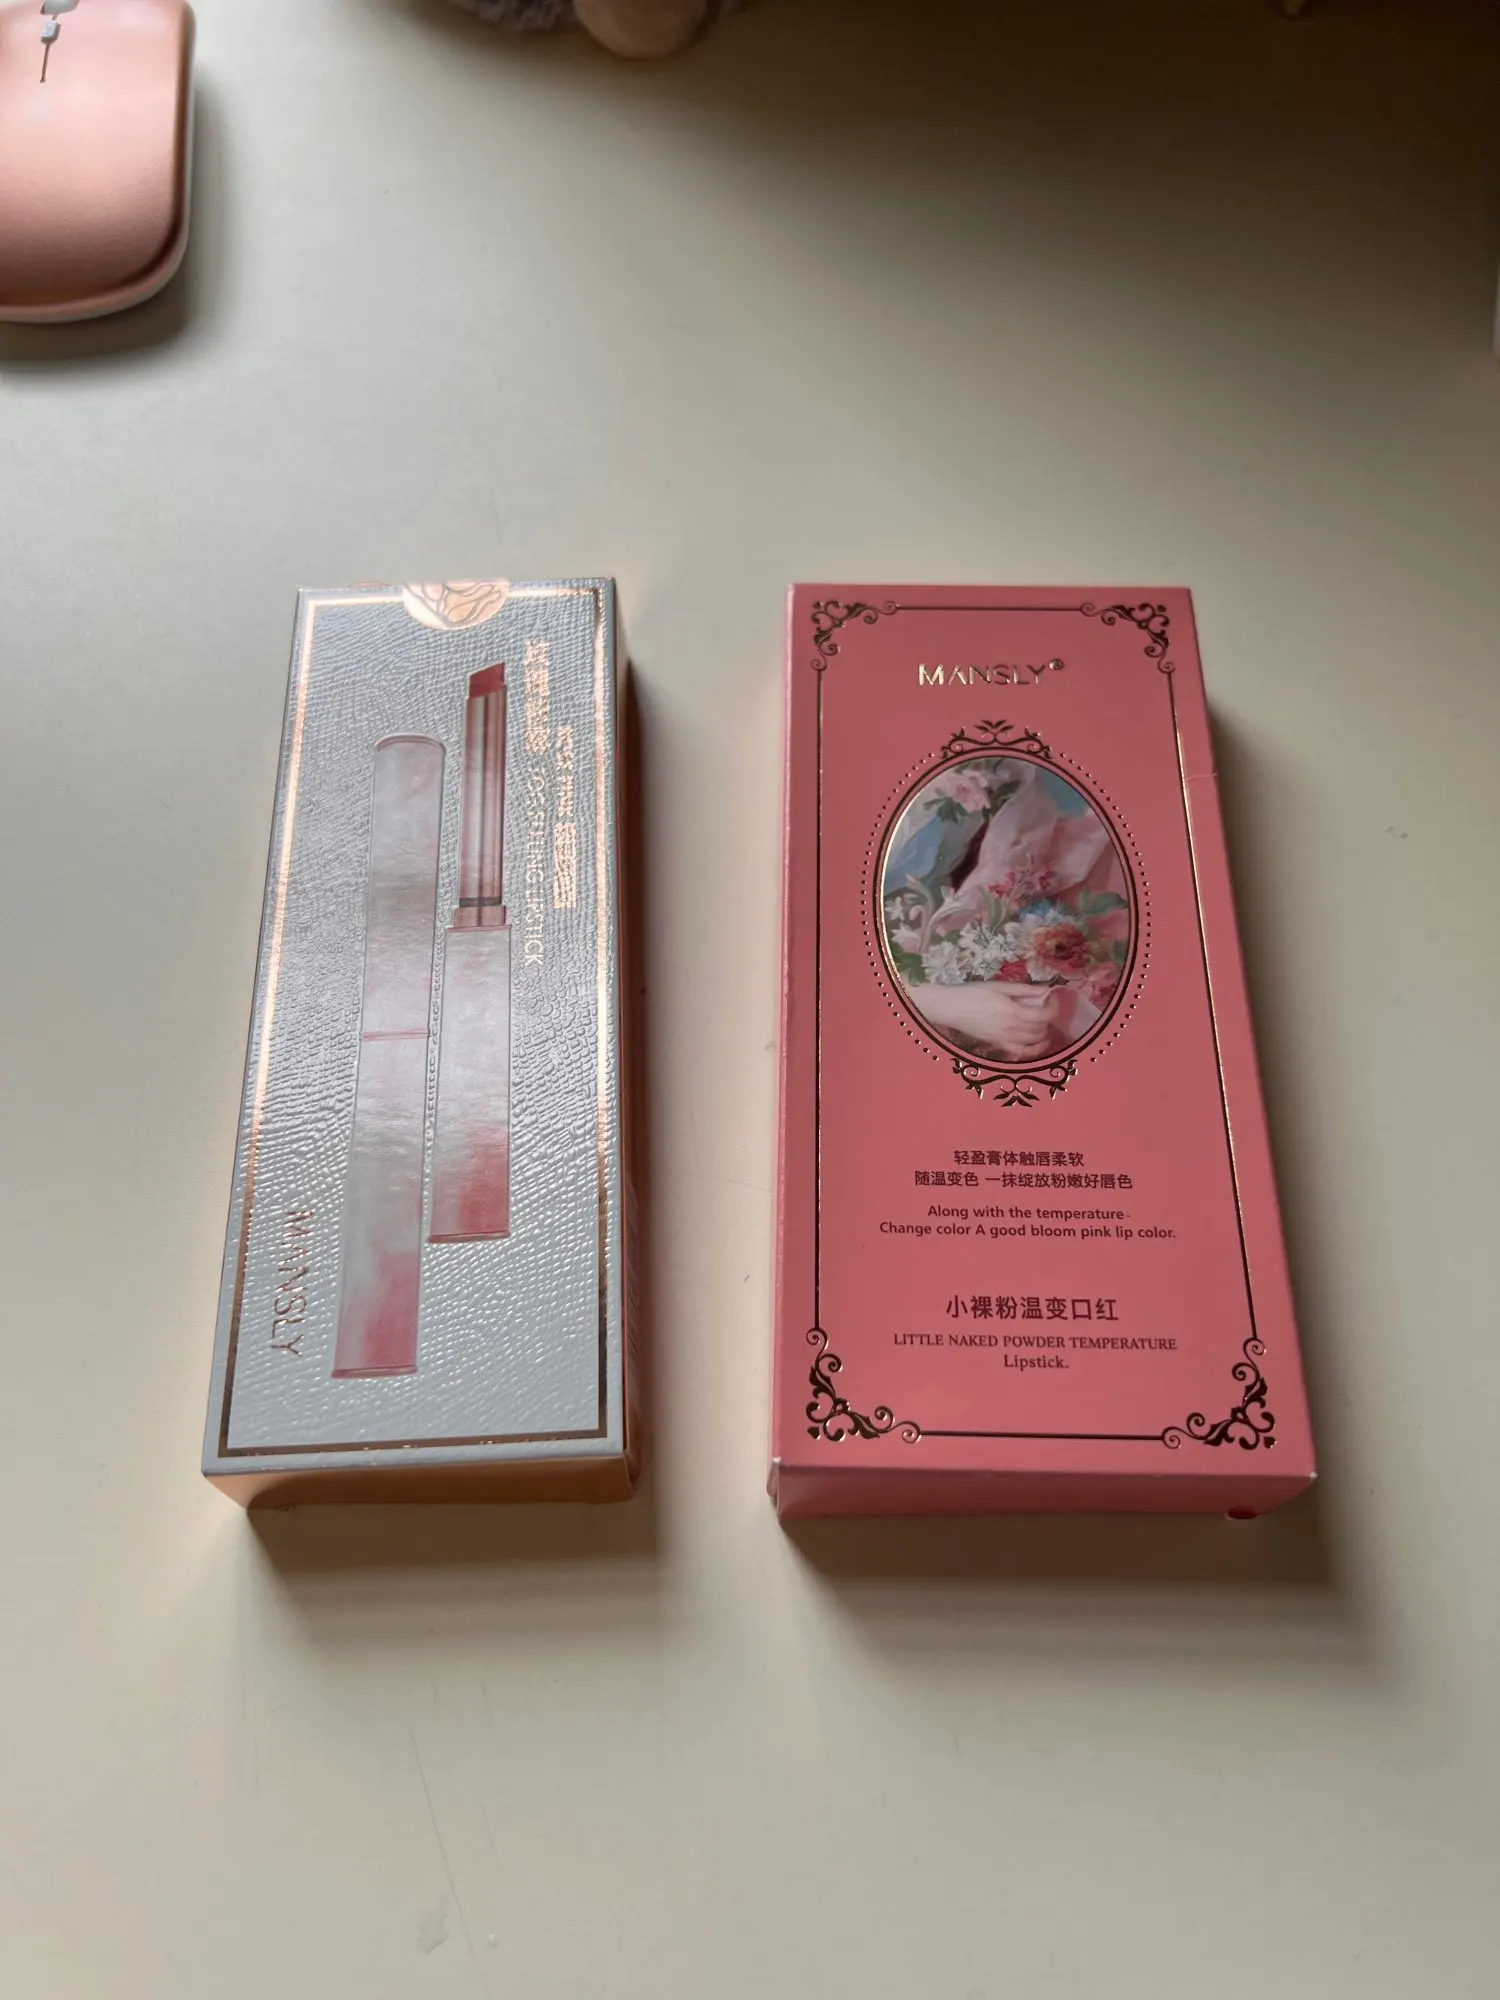 MANSLY
LIPSTICK
MANSLY®
轻盈膏体触唇柔软
随温变色 一抹绽放粉嫩好唇色
Along with the temperature-
Change color A good bloom pink lip color.
小裸粉温变口红
LITTLE NAKED POWDER TEMPERATURE
Lipstick.